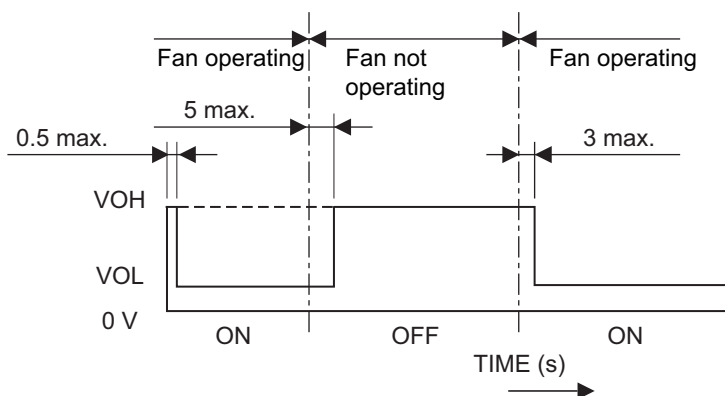 Fan operating
Fan not
operating
Fan operating
5 max.
0.5 max.
3 max.
VOH
VOL
0 V
ON
OFF
ON
TIME (s)